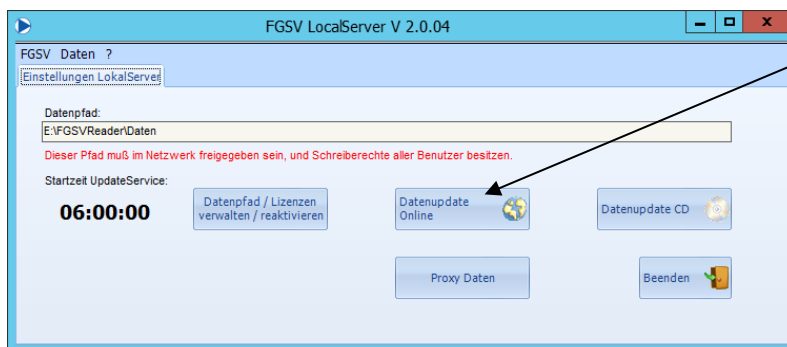 FGSV LocalServer V 2.0.04
FGSV Daten ?
Einstellungen LokalServer
Datenpfad:
E:\FGSVReader\Daten
Dieser Pfad muß im Netzwerk freigegeben sein, und Schreiberechte aller Benutzer besitzen.
Startzeit UpdateService:
06:00:00
Datenpfad / Lizenzen
verwalten / reaktivieren
Datenupdate
Online
Datenupdate CD
Proxy Daten
Beenden